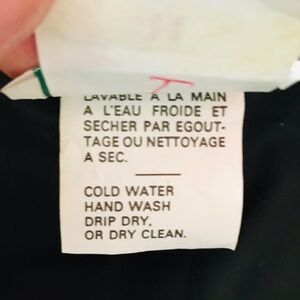 LAVABLE A LA MAIN
A L'EAU FROIDE ET
SECHER PAR EGOUT-
TAGE OU NETTOYAGE
A SEC.
COLD WATER
HAND WASH
DRIP DRY,
OR DRY CLEAN.